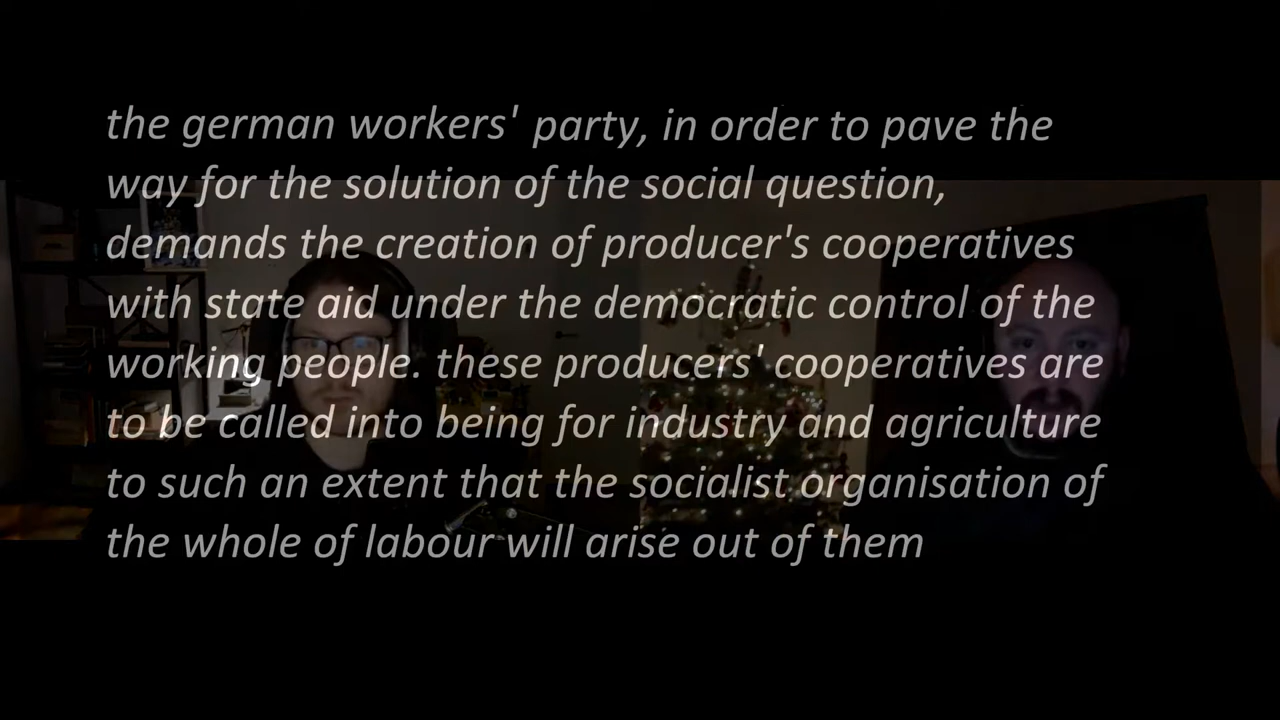 the german workers' party, in order to pave the
way for the solution of the social question,
demands the creation of producer's cooperatives
with state aid under the democratic control of the
working people. these producers' cooperatives are
to be called into being for industry and agriculture
to such an extent that the socialist organisation of
the whole of labour will arise out of them